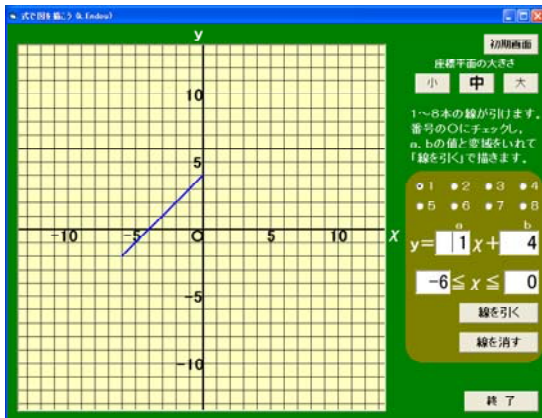 式で図を描こう (k.Endou)
y
初期画面
座標平面の大きさ
小 中 大
1～8本の線が引けます。
番号の○にチェックし,
a,bの値と変域をいれて
「線を引く」で描きます。
1 2 3 4
5 6 7 8
a b
y= 1 x+ 4
-6 ≦ x ≦ 0
線を引く
線を消す
終 了
10
5
-10 -5 O 5 10 x
-5
-10